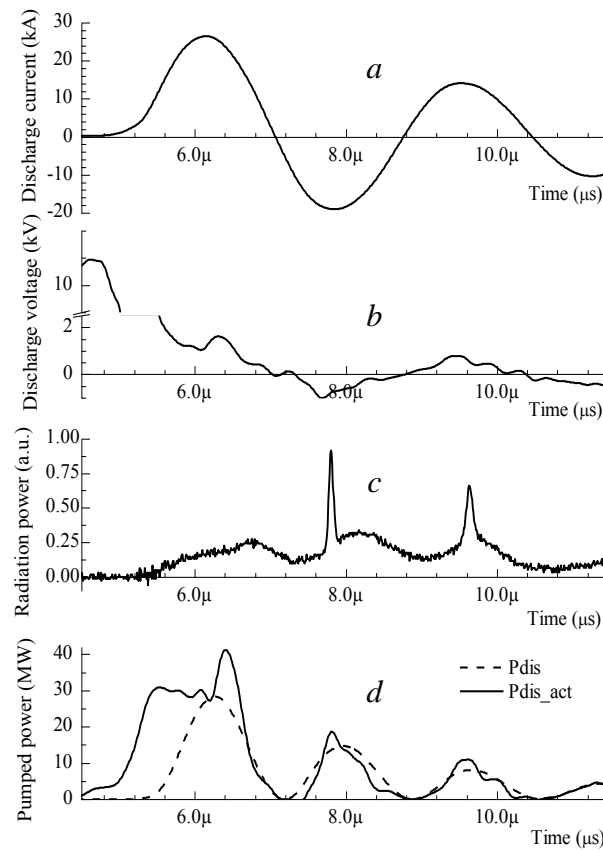 Discharge current (kA)
30
20
10
0
-10
-20
a
6.0μ
8.0μ
10.0μ
Time (μs)
Discharge voltage (kV)
10
2
0
b
6.0μ
8.0μ
10.0μ
Time (μs)
Radiation power (a.u.)
1.00
0.75
0.50
0.25
0.00
c
6.0μ
8.0μ
10.0μ
Time (μs)
Pumped power (MW)
40
30
20
10
0
d
Pdis
Pdis_act
6.0μ
8.0μ
10.0μ
Time (μs)